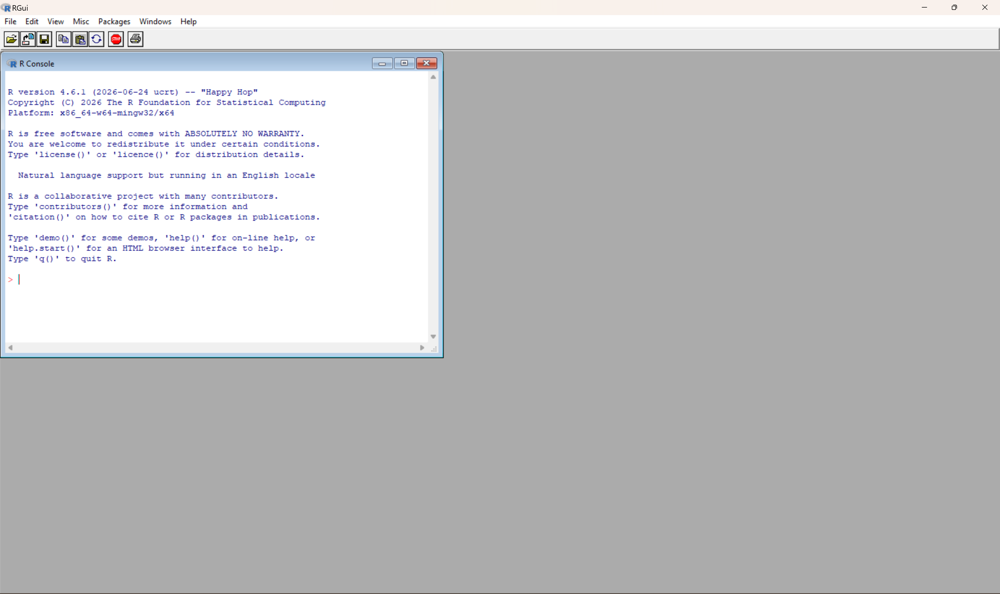 RGui
File Edit View Misc Packages Windows Help
STOP
R Console
R version 4.6.1 (2026-06-24 ucrt) -- "Happy Hop"
Copyright (C) 2026 The R Foundation for Statistical Computing
Platform: x86_64-w64-mingw32/x64
R is free software and comes with ABSOLUTELY NO WARRANTY.
You are welcome to redistribute it under certain conditions.
Type 'license()' or 'licence()' for distribution details.
Natural language support but running in an English locale
R is a collaborative project with many contributors.
Type 'contributors()' for more information and
'citation()' on how to cite R or R packages in publications.
Type 'demo()' for some demos, 'help()' for on-line help, or
'help.start()' for an HTML browser interface to help.
Type 'q()' to quit R.
>